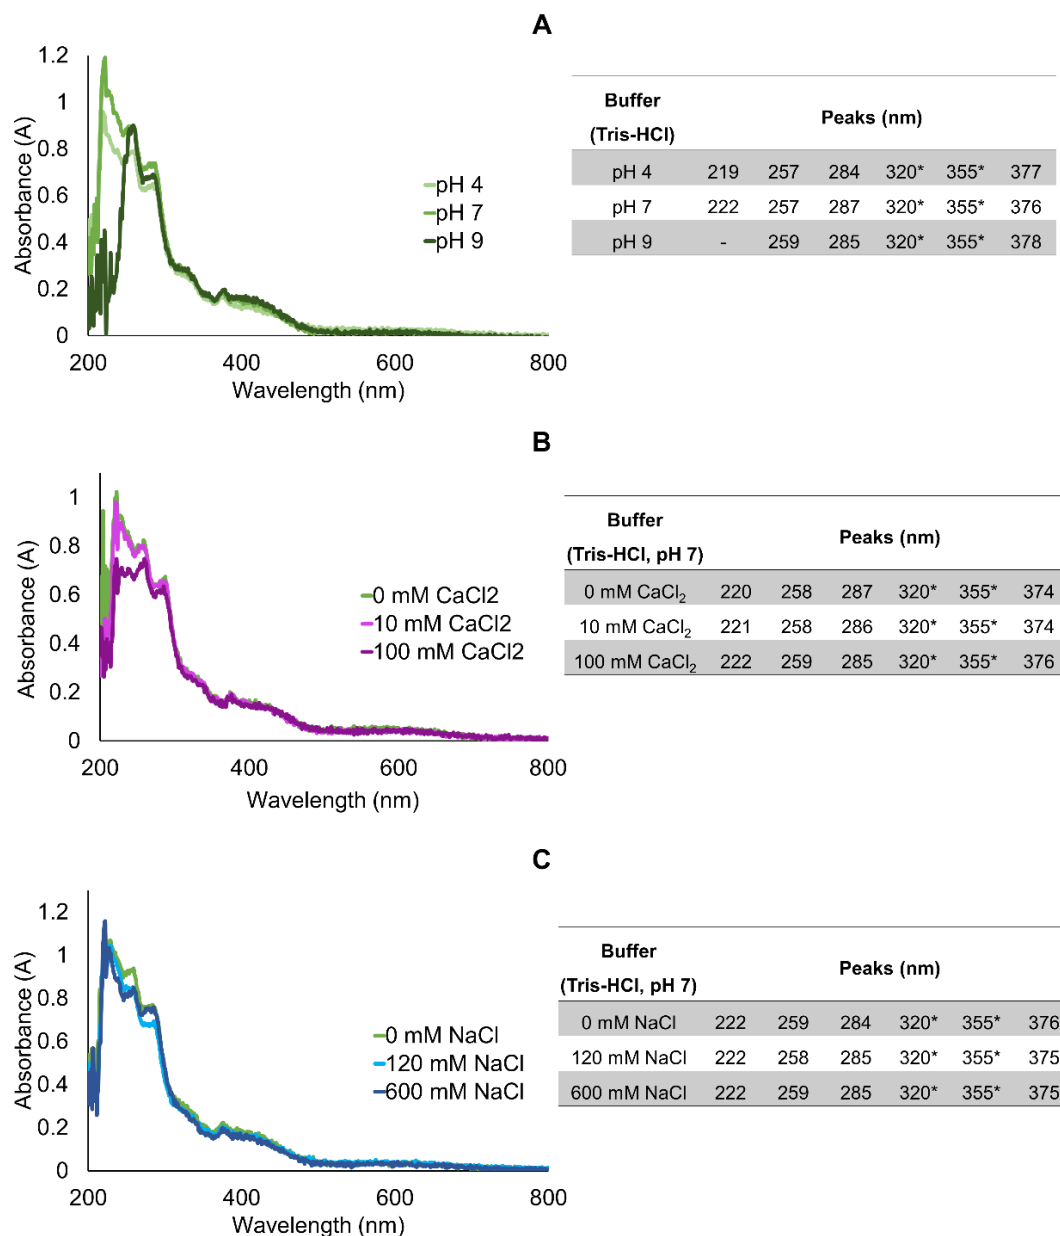 A
1.2
1
0.8
0.6
0.4
0.2
0
Absorbance (A)
200 400 600 800
Wavelength (nm)
pH 4
pH 7
pH 9
Buffer
(Tris-HCl)
Peaks (nm)
pH 4 219 257 284 320* 355* 377
pH 7 222 257 287 320* 355* 376
pH 9 - 259 285 320* 355* 378
B
1
0.8
0.6
0.4
0.2
0
Absorbance (A)
200 400 600 800
Wavelength (nm)
0 mM CaCl2
10 mM CaCl2
100 mM CaCl2
Buffer
(Tris-HCl, pH 7)
Peaks (nm)
0 mM CaCl₂ 220 258 287 320* 355* 374
10 mM CaCl₂ 221 258 286 320* 355* 374
100 mM CaCl₂ 222 259 285 320* 355* 376
C
1.2
1
0.8
0.6
0.4
0.2
0
Absorbance (A)
200 400 600 800
Wavelength (nm)
0 mM NaCl
120 mM NaCl
600 mM NaCl
Buffer
(Tris-HCl, pH 7)
Peaks (nm)
0 mM NaCl 222 259 284 320* 355* 376
120 mM NaCl 222 258 285 320* 355* 375
600 mM NaCl 222 259 285 320* 355* 375